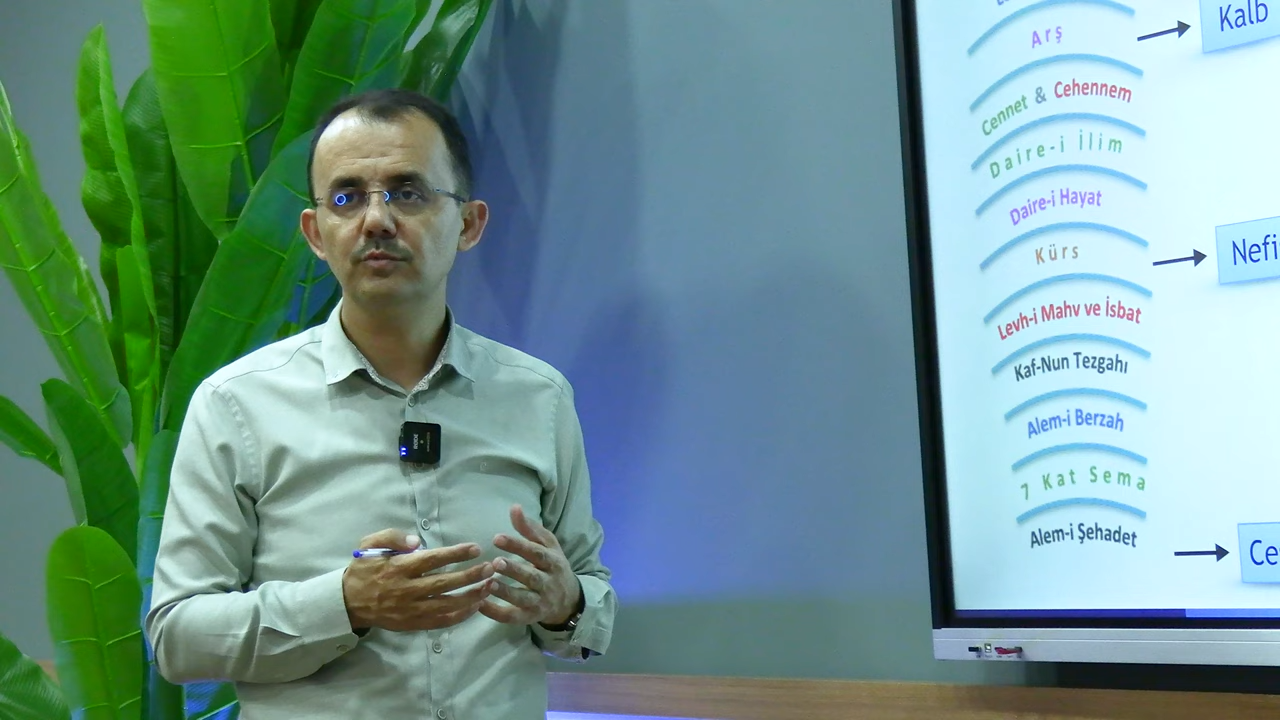 Arş
Kalb
Cennet & Cehennem
Daire-i İlim
Daire-i Hayat
Kürs
Nefi
Levh-i Mahv ve İsbat
Kaf-Nun Tezgahı
Alem-i Berzah
7 Kat Sema
Alem-i Şehadet
Ce